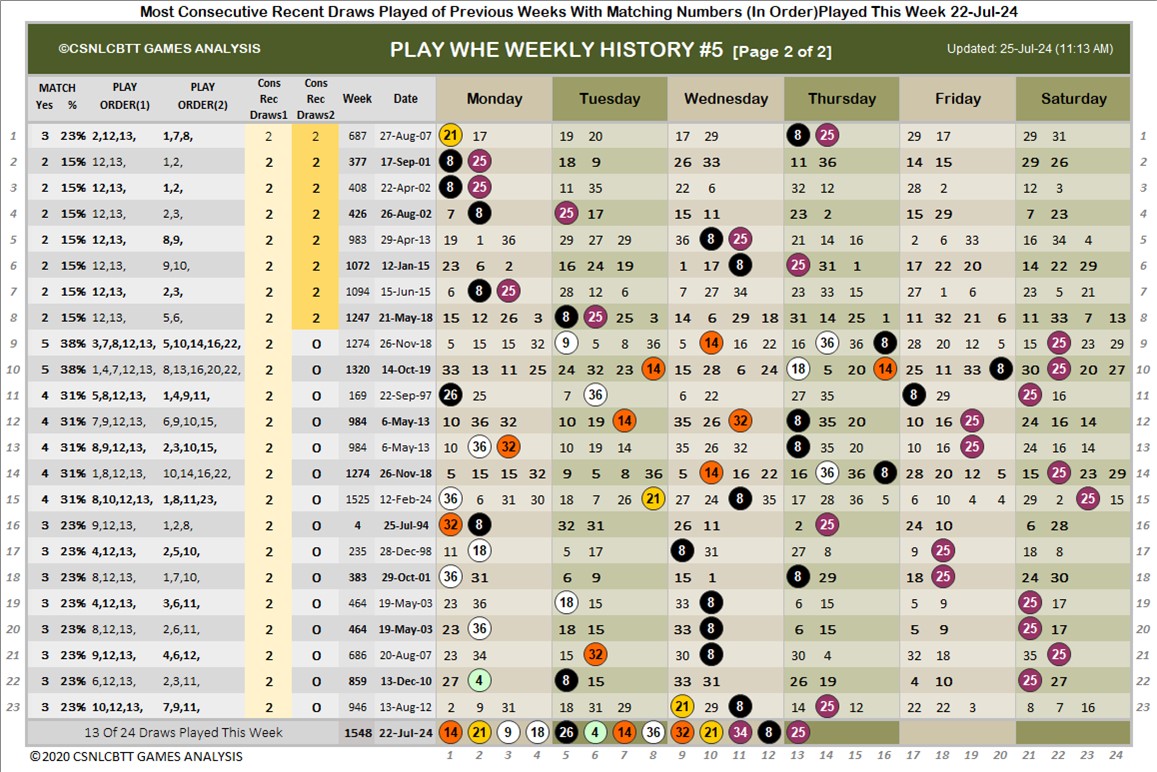 Most Consecutive Recent Draws Played of Previous Weeks With Matching Numbers (In Order)Played This Week 22-Jul-24
©CSNLCBTT GAMES ANALYSIS PLAY WHE WEEKLY HISTORY #5 [Page 2 of 2] Updated: 25-Jul-24 (11:13 AM)
MATCH PLAY PLAY Cons Cons
Yes % ORDER(1) ORDER(2) Rec Rec Week Date Monday Tuesday Wednesday Thursday Friday Saturday
Draws1 Draws2
1 3 23% 2,12,13, 1,7,8, 2 2 687 27-Aug-07 21 17 19 20 17 29 8 25 29 17 29 31 1
2 2 15% 12,13, 1,2, 2 2 377 17-Sep-01 8 25 18 9 26 33 11 36 14 15 29 26 2
3 2 15% 12,13, 1,2, 2 2 408 22-Apr-02 8 25 11 35 22 6 32 12 28 2 12 3 3
4 2 15% 12,13, 2,3, 2 2 426 26-Aug-02 7 8 25 17 15 11 23 2 15 29 7 23 4
5 2 15% 12,13, 8,9, 2 2 983 29-Apr-13 19 1 36 29 27 29 36 8 25 21 14 16 2 6 33 16 34 4 5
6 2 15% 12,13, 9,10, 2 2 1072 12-Jan-15 23 6 2 16 24 19 1 17 8 25 31 1 17 22 20 14 22 29 6
7 2 15% 12,13, 2,3, 2 2 1094 15-Jun-15 6 8 25 28 12 6 7 27 34 23 33 15 27 1 6 23 5 21 7
8 2 15% 12,13, 5,6, 2 2 1247 21-May-18 15 12 26 3 8 25 25 3 14 6 29 18 31 14 25 1 11 32 21 6 11 33 7 13 8
9 5 38% 3,7,8,12,13, 5,10,14,16,22, 2 0 1274 26-Nov-18 5 15 15 32 9 5 8 36 5 14 16 22 16 36 36 8 28 20 12 5 15 25 23 29 9
10 5 38% 1,4,7,12,13, 8,13,16,20,22, 2 0 1320 14-Oct-19 33 13 11 25 24 32 23 14 15 28 6 24 18 5 20 14 25 11 33 8 30 25 20 27 10
11 4 31% 5,8,12,13, 1,4,9,11, 2 0 169 22-Sep-97 26 25 7 36 6 22 27 35 8 29 25 16 11
12 4 31% 7,9,12,13, 6,9,10,15, 2 0 984 6-May-13 10 36 32 10 19 14 35 26 32 8 35 20 10 16 25 24 16 14 12
13 4 31% 8,9,12,13, 2,3,10,15, 2 0 984 6-May-13 10 36 32 10 19 14 35 26 32 8 35 20 10 16 25 24 16 14 13
14 4 31% 1,8,12,13, 10,14,16,22, 2 0 1274 26-Nov-18 5 15 15 32 9 5 8 36 5 14 16 22 16 36 36 8 28 20 12 5 15 25 23 29 14
15 4 31% 8,10,12,13, 1,8,11,23, 2 0 1525 12-Feb-24 36 6 31 30 18 7 26 21 27 24 8 35 17 28 36 5 6 10 4 4 29 2 25 15 15
16 3 23% 9,12,13, 1,2,8, 2 0 4 25-Jul-94 32 8 32 31 26 11 2 25 24 10 6 28 16
17 3 23% 4,12,13, 2,5,10, 2 0 235 28-Dec-98 11 18 5 17 8 31 27 8 9 25 18 8 17
18 3 23% 8,12,13, 1,7,10, 2 0 383 29-Oct-01 36 31 6 9 15 1 8 29 18 25 24 30 18
19 3 23% 4,12,13, 3,6,11, 2 0 464 19-May-03 23 36 18 15 33 8 6 15 5 9 25 17 19
20 3 23% 8,12,13, 2,6,11, 2 0 464 19-May-03 23 36 18 15 33 8 6 15 5 9 25 17 20
21 3 23% 9,12,13, 4,6,12, 2 0 686 20-Aug-07 23 34 15 32 30 8 30 4 32 18 35 25 21
22 3 23% 6,12,13, 2,3,11, 2 0 859 13-Dec-10 27 4 8 15 33 31 26 19 4 10 25 27 22
23 3 23% 10,12,13, 7,9,11, 2 0 946 13-Aug-12 2 9 31 18 31 29 21 29 8 14 25 12 22 22 3 8 7 16 23
13 Of 24 Draws Played This Week 1548 22-Jul-24 14 21 9 18 26 4 14 36 32 21 34 8 25
©2020 CSNLCBTT GAMES ANALYSIS 1 2 3 4 5 6 7 8 9 10 11 12 13 14 15 16 17 18 19 20 21 22 23 24